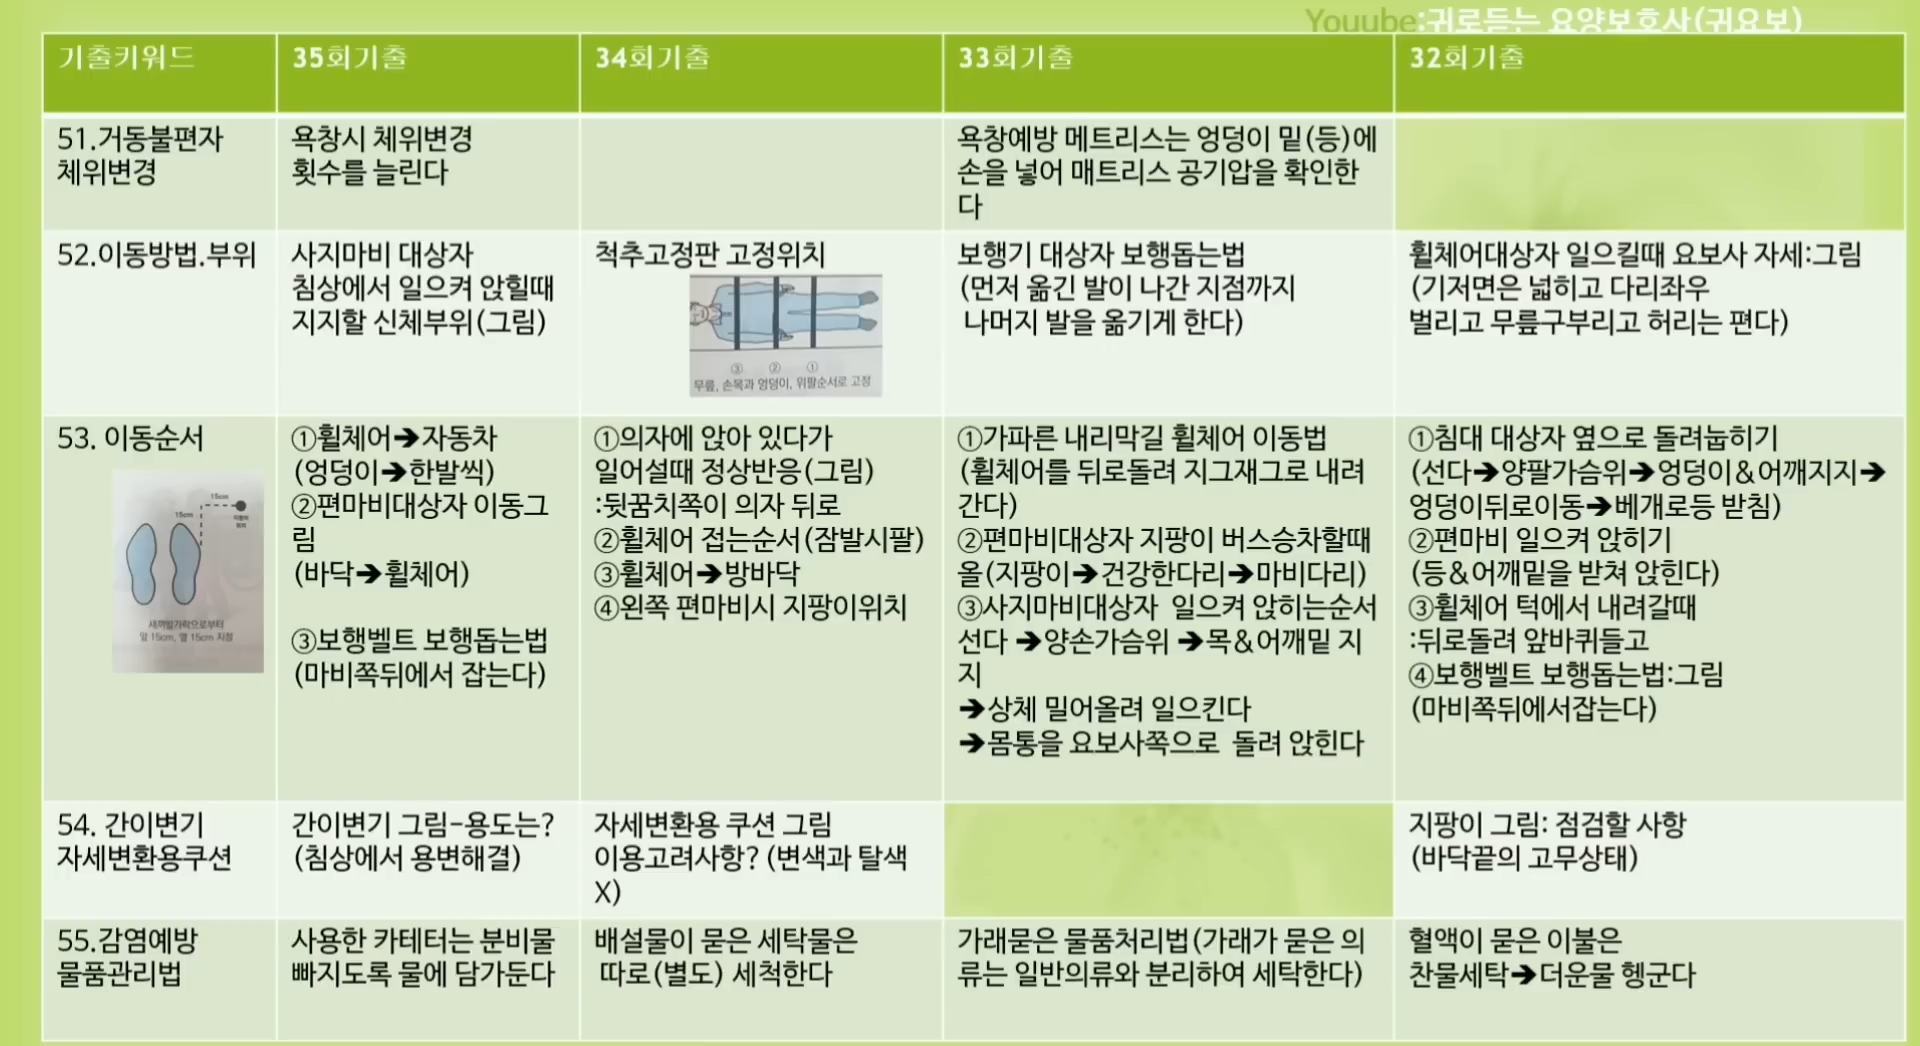 Youube:귀로듣는 요양보호사(귀요보)
기출키워드
35회기출
34회기출
33회기출
32회기출
51.거동불편자
체위변경
욕창시 체위변경
횟수를 늘린다
욕창예방 메트리스는 엉덩이 밑(등)에
손을 넣어 매트리스 공기압을 확인한
다
52.이동방법.부위
사지마비 대상자
침상에서 일으켜 앉힐때
지지할 신체부위(그림)
척추고정판 고정위치
③ ② ①
무릎, 손목과 엉덩이, 위팔순서로 고정
보행기 대상자 보행돕는법
(먼저 옮긴 발이 나간 지점까지
나머지 발을 옮기게 한다)
휠체어대상자 일으킬때 요보사 자세:그림
(기저면은 넓히고 다리좌우
벌리고 무릎구부리고 허리는 편다)
53. 이동순서
15cm
15cm
지팡이
위치
새끼발가락으로부터
앞 15cm, 옆 15cm 지점
①휠체어➔자동차
(엉덩이➔한발씩)
②편마비대상자 이동그
림
(바닥➔휠체어)
③보행벨트 보행돕는법
(마비쪽뒤에서 잡는다)
①의자에 앉아 있다가
일어설때 정상반응(그림)
:뒷꿈치쪽이 의자 뒤로
②휠체어 접는순서(잠발시팔)
③휠체어➔방바닥
④왼쪽 편마비시 지팡이위치
①가파른 내리막길 휠체어 이동법
(휠체어를 뒤로돌려 지그재그로 내려
간다)
②편마비대상자 지팡이 버스승차할때
올(지팡이➔건강한다리➔마비다리)
③사지마비대상자 일으켜 앉히는순서
선다 ➔양손가슴위 ➔목&어깨밑 지
지
➔상체 밀어올려 일으킨다
➔몸통을 요보사쪽으로 돌려 앉힌다
①침대 대상자 옆으로 돌려눕히기
(선다➔양팔가슴위➔엉덩이&어깨지지➔
엉덩이뒤로이동➔베개로등 받침)
②편마비 일으켜 앉히기
(등&어깨밑을 받쳐 앉힌다)
③휠체어 턱에서 내려갈때
:뒤로돌려 앞바퀴들고
④보행벨트 보행돕는법:그림
(마비쪽뒤에서잡는다)
54. 간이변기
자세변환용쿠션
간이변기 그림-용도는?
(침상에서 용변해결)
자세변환용 쿠션 그림
이용고려사항? (변색과 탈색
X)
지팡이 그림: 점검할 사항
(바닥끝의 고무상태)
55.감염예방
물품관리법
사용한 카테터는 분비물
빠지도록 물에 담가둔다
배설물이 묻은 세탁물은
따로(별도) 세척한다
가래묻은 물품처리법(가래가 묻은 의
류는 일반의류와 분리하여 세탁한다)
혈액이 묻은 이불은
찬물세탁➔더운물 헹군다